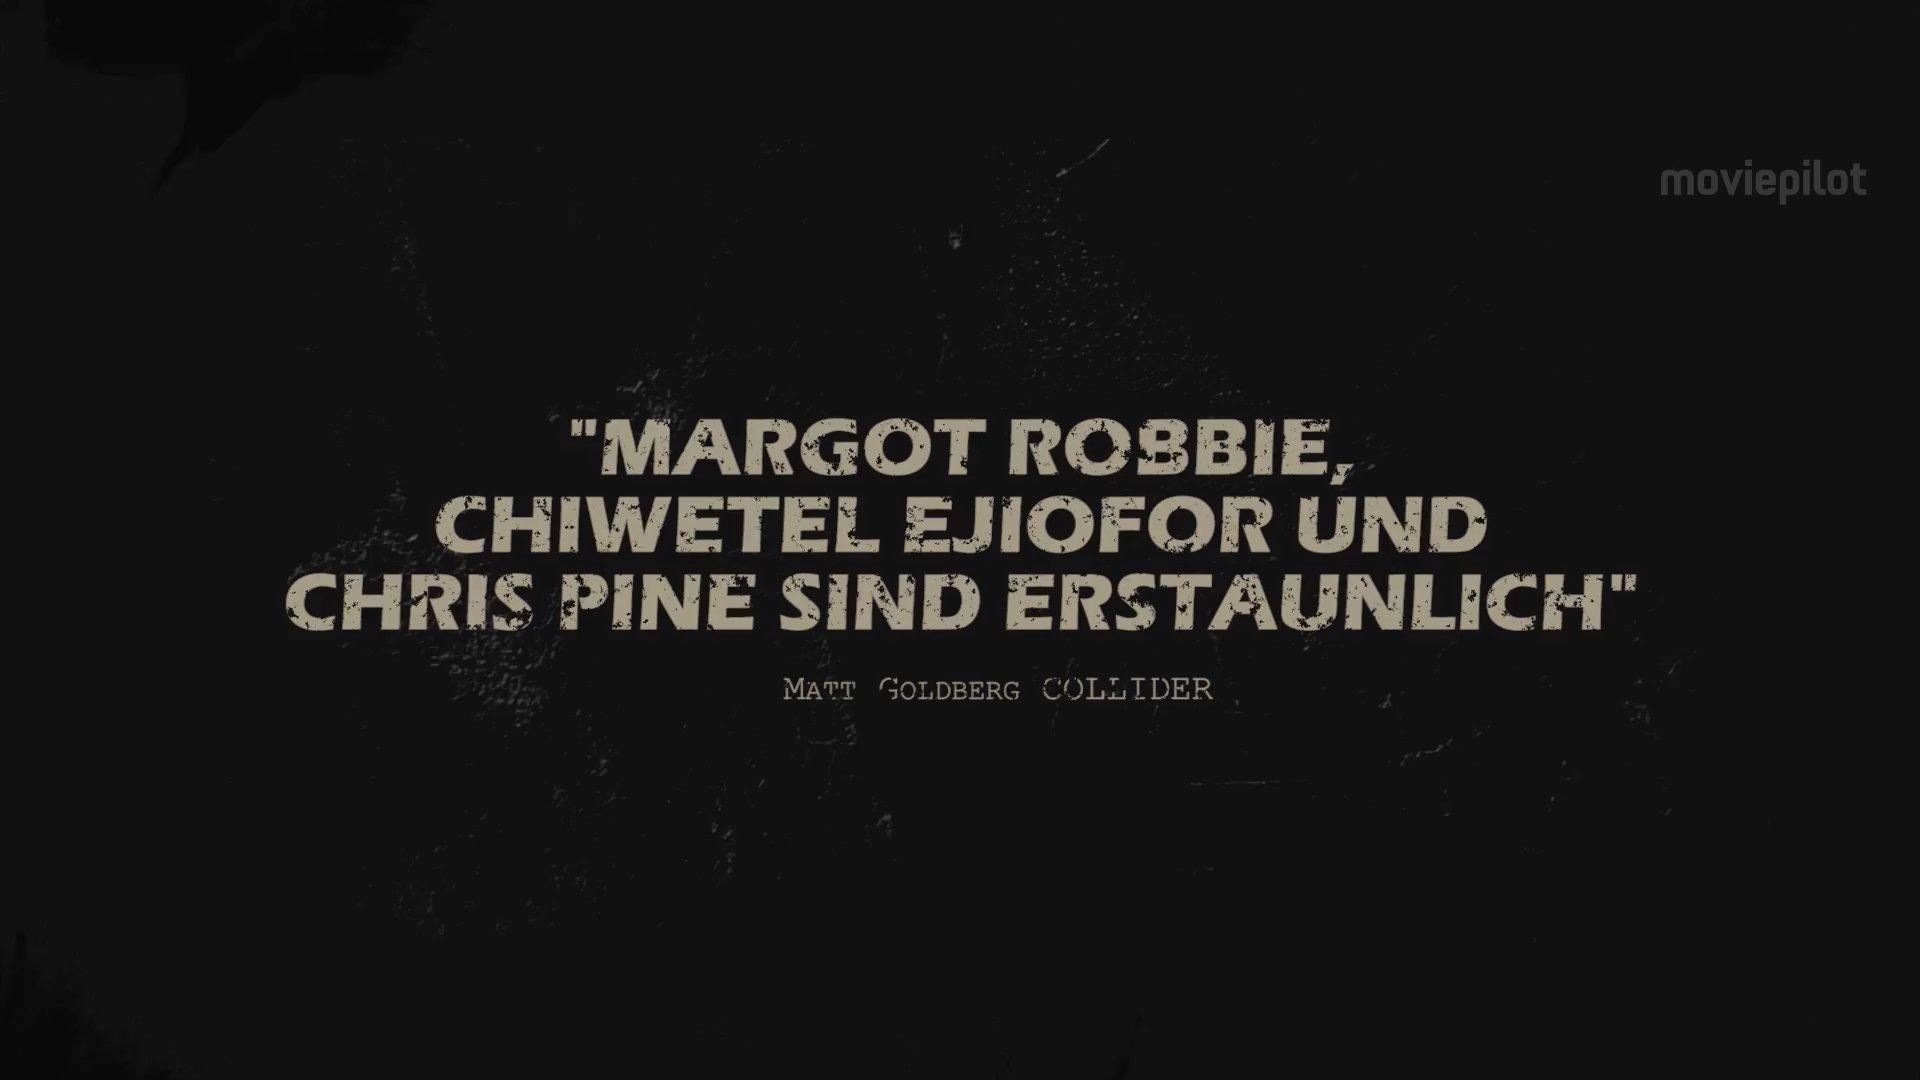 moviepilot
"MARGOT ROBBIE,
CHIWETEL EJIOFOR UND
CHRIS PINE SIND ERSTAUNLICH"
MATT GOLDBERG COLLIDER